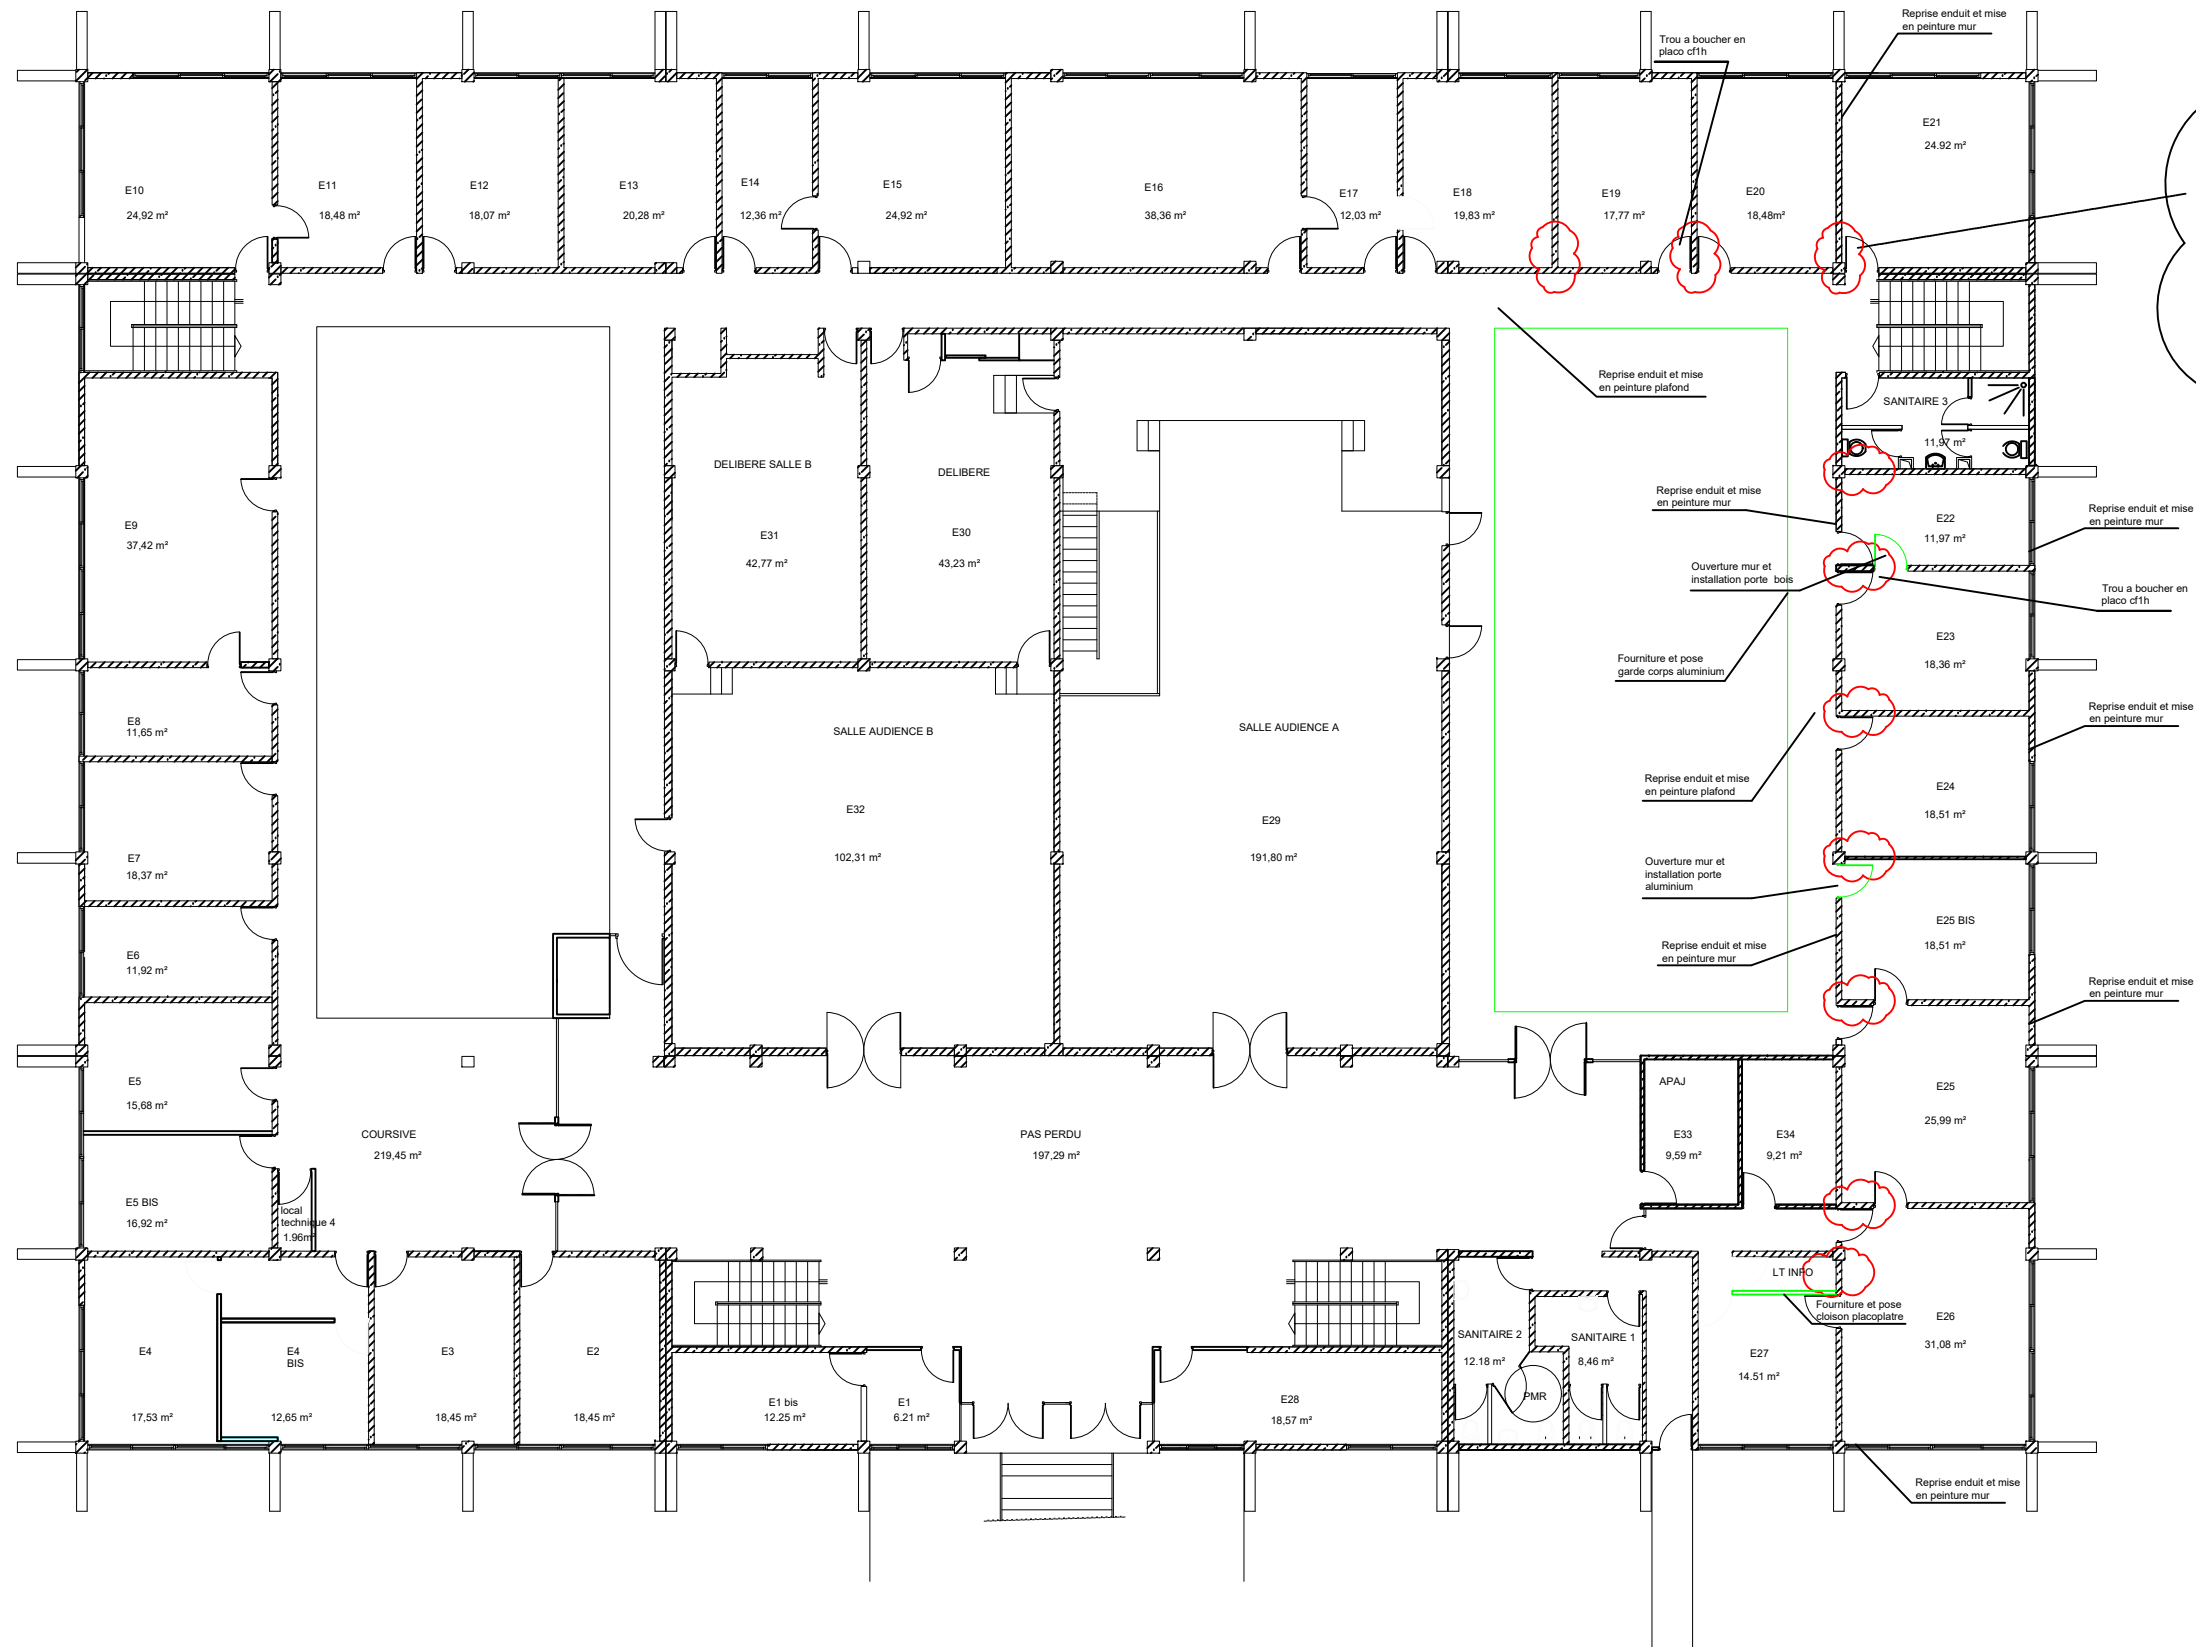 Reprise enduit et mise
en peinture mur
Trou a boucher en
placo cf1h
E10
24,92 m²
E11
18,48 m²
E12
18,07 m²
E13
20,28 m²
E14
12,36 m²
E15
24,92 m²
E16
38,36 m²
E17
12,03 m²
E18
19,83 m²
E19
17,77 m²
E20
18,48m²
E21
24.92 m²
Reprise enduit et mise
en peinture plafond
SANITAIRE 3
11,97 m²
DELIBERE SALLE B
E31
42,77 m²
DELIBERE
E30
43,23 m²
Reprise enduit et mise
en peinture mur
E22
11,97 m²
Reprise enduit et mise
en peinture mur
E9
37,42 m²
Ouverture mur et
installation porte bois
Trou a boucher en
placo cf1h
E23
18,36 m²
Fourniture et pose
garde corps aluminium
E8
11,65 m²
SALLE AUDIENCE B
SALLE AUDIENCE A
Reprise enduit et mise
en peinture mur
Reprise enduit et mise
en peinture plafond
E24
18,51 m²
E32
102,31 m²
E29
191,80 m²
E7
18,37 m²
Ouverture mur et
installation porte
aluminium
E25 BIS
18,51 m²
Reprise enduit et mise
en peinture mur
E6
11,92 m²
Reprise enduit et mise
en peinture mur
E5
15,68 m²
APAJ
E33
9,59 m²
E34
9,21 m²
E25
25,99 m²
COURSIVE
219,45 m²
PAS PERDU
197,29 m²
E5 BIS
16,92 m²
local
technique 4
1.96m²
LT INFO
Fourniture et pose
cloison placoplatre
E26
31,08 m²
E4
17,53 m²
E4
BIS
12,65 m²
E3
18,45 m²
E2
18,45 m²
E1 bis
12.25 m²
E1
6.21 m²
E28
18,57 m²
SANITAIRE 2
12.18 m²
SANITAIRE 1
8,46 m²
PMR
E27
14.51 m²
Reprise enduit et mise
en peinture mur